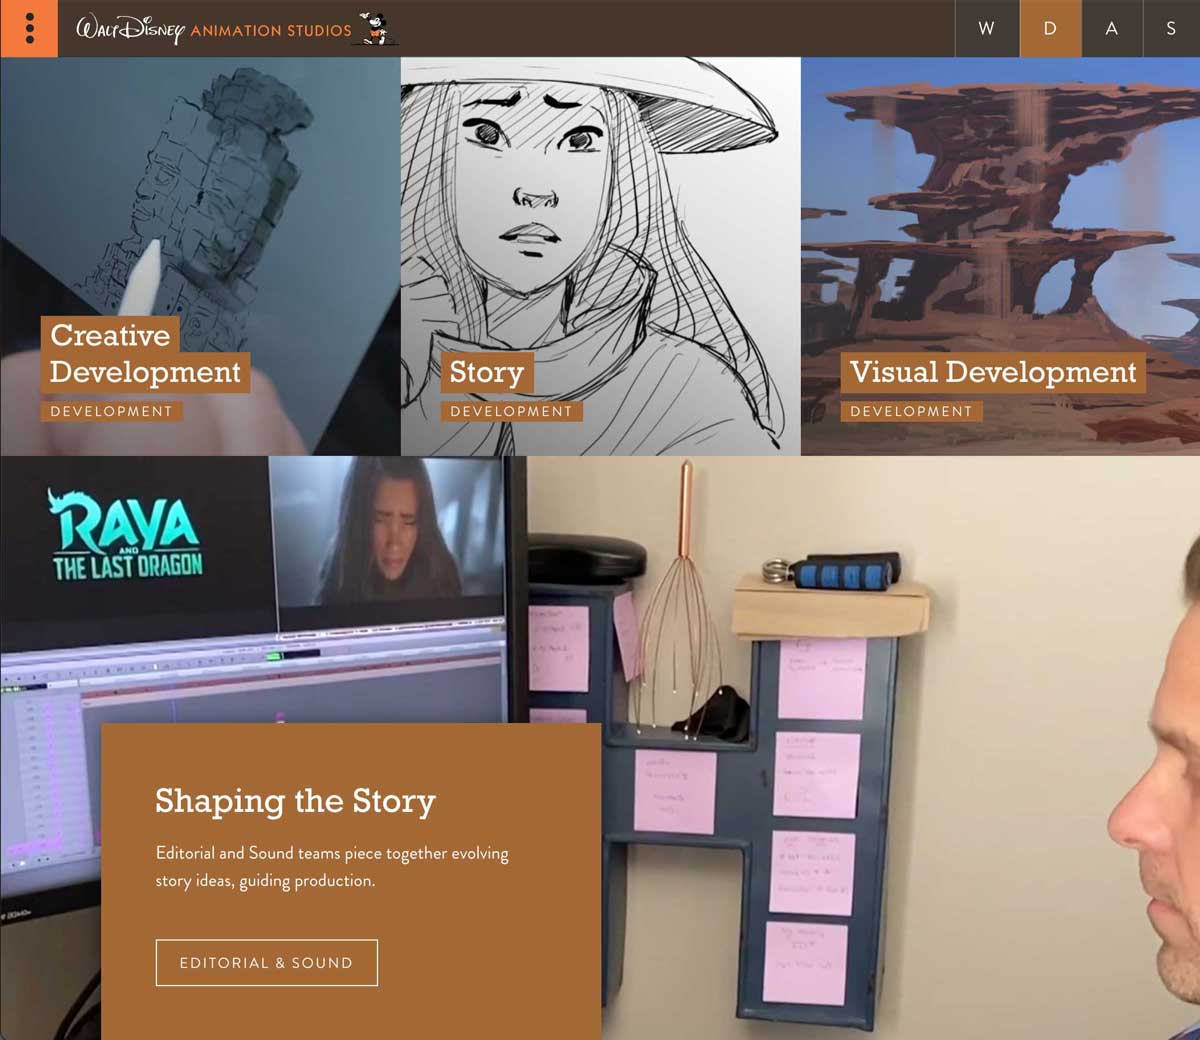 WALT DISNEY ANIMATION STUDIOS
W
D
A
S
Creative
Development
DEVELOPMENT
Story
DEVELOPMENT
Visual Development
DEVELOPMENT
RAYA
AND
THE LAST DRAGON
Shaping the Story
Editorial and Sound teams piece together evolving
story ideas, guiding production.
EDITORIAL & SOUND